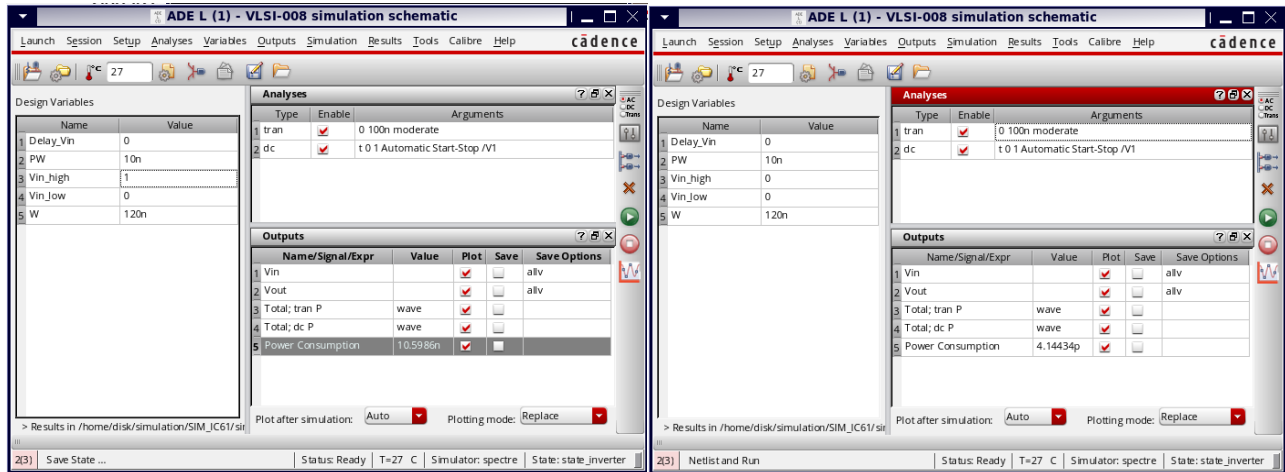 ADE L (1) - VLSI-008 simulation schematic
Launch Session Setup Analyses Variables Outputs Simulation Results Tools Calibre Help cādence
°C 27
Design Variables
Name Value
1 Delay_Vin 0
2 PW 10n
3 Vin_high 1
4 Vin_low 0
5 W 120n
> Results in /home/disk/simulation/SIM_IC61/sir
Analyses
Type Enable Arguments
1 tran 0 100n moderate
2 dc t 0 1 Automatic Start-Stop /V1
AC
DC
Trans
Outputs
Name/Signal/Expr Value Plot Save Save Options
1 Vin allv
2 Vout allv
3 Total; tran P wave
4 Total; dc P wave
5 Power Consumption 10.5986n
Plot after simulation: Auto Plotting mode: Replace
2(3) Save State ... Status: Ready T=27 C Simulator: spectre State: state_inverter
ADE L (1) - VLSI-008 simulation schematic
Launch Session Setup Analyses Variables Outputs Simulation Results Tools Calibre Help cādence
°C 27
Design Variables
Name Value
1 Delay_Vin 0
2 PW 10n
3 Vin_high 0
4 Vin_low 0
5 W 120n
> Results in /home/disk/simulation/SIM_IC61/sir
Analyses
Type Enable Arguments
1 tran 0 100n moderate
2 dc t 0 1 Automatic Start-Stop /V1
AC
DC
Trans
Outputs
Name/Signal/Expr Value Plot Save Save Options
1 Vin allv
2 Vout allv
3 Total; tran P wave
4 Total; dc P wave
5 Power Consumption 4.14434p
Plot after simulation: Auto Plotting mode: Replace
2(3) Netlist and Run Status: Ready T=27 C Simulator: spectre State: state_inverter